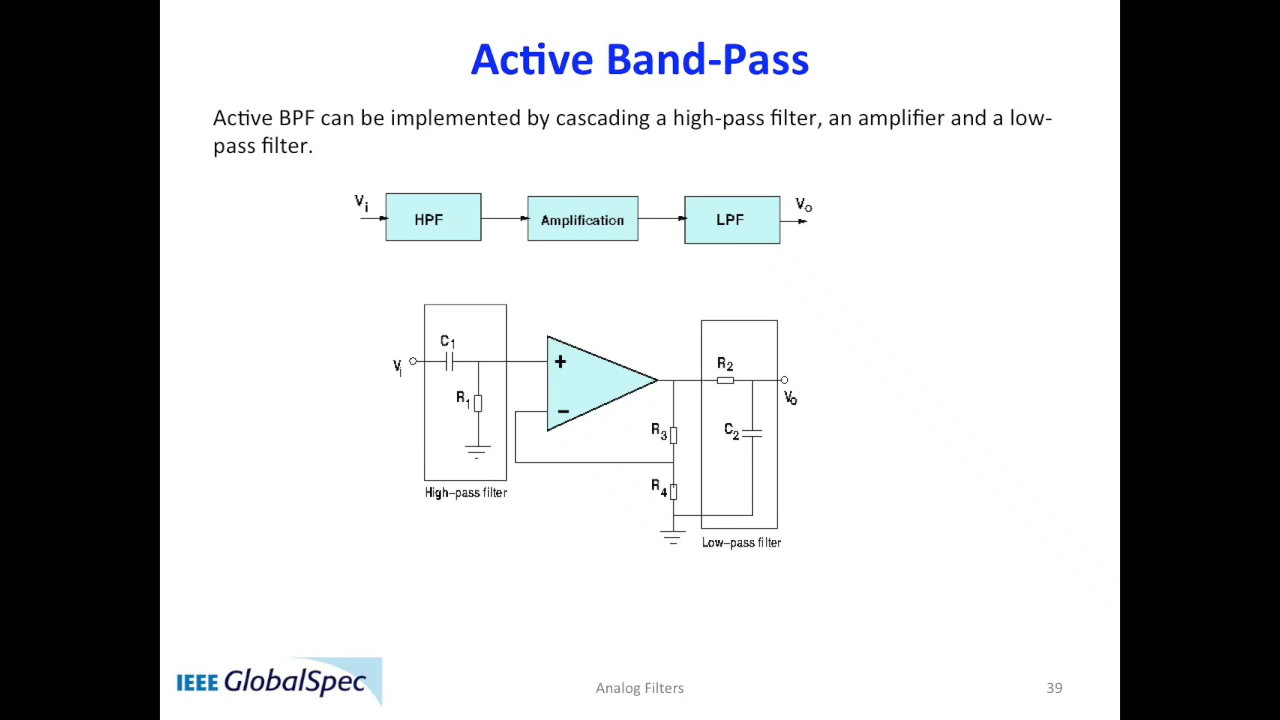 Active Band-Pass
Active BPF can be implemented by cascading a high-pass filter, an amplifier and a low-
pass filter.
Vi
HPF
Amplification
LPF
Vo
C1
Vi
R1
+
−
R2
Vo
R3
C2
R4
High-pass filter
Low-pass filter
IEEE GlobalSpec
Analog Filters
39